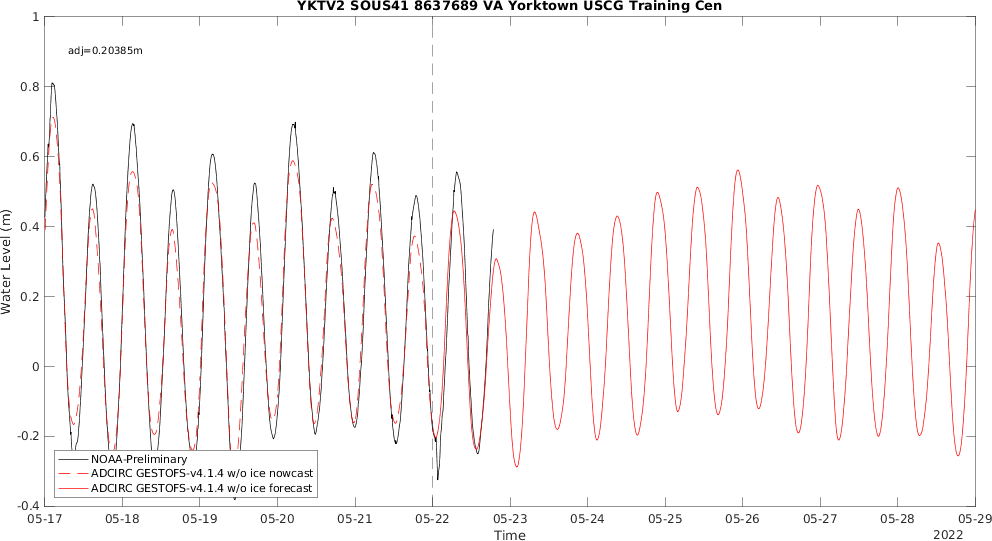 YKTV2 SOUS41 8637689 VA Yorktown USCG Training Cen
adj=0.20385m
Water Level (m)
1
0.8
0.6
0.4
0.2
0
-0.2
-0.4
NOAA-Preliminary
ADCIRC GESTOFS-v4.1.4 w/o ice nowcast
ADCIRC GESTOFS-v4.1.4 w/o ice forecast
05-17 05-18 05-19 05-20 05-21 05-22 05-23 05-24 05-25 05-26 05-27 05-28 05-29
Time
2022